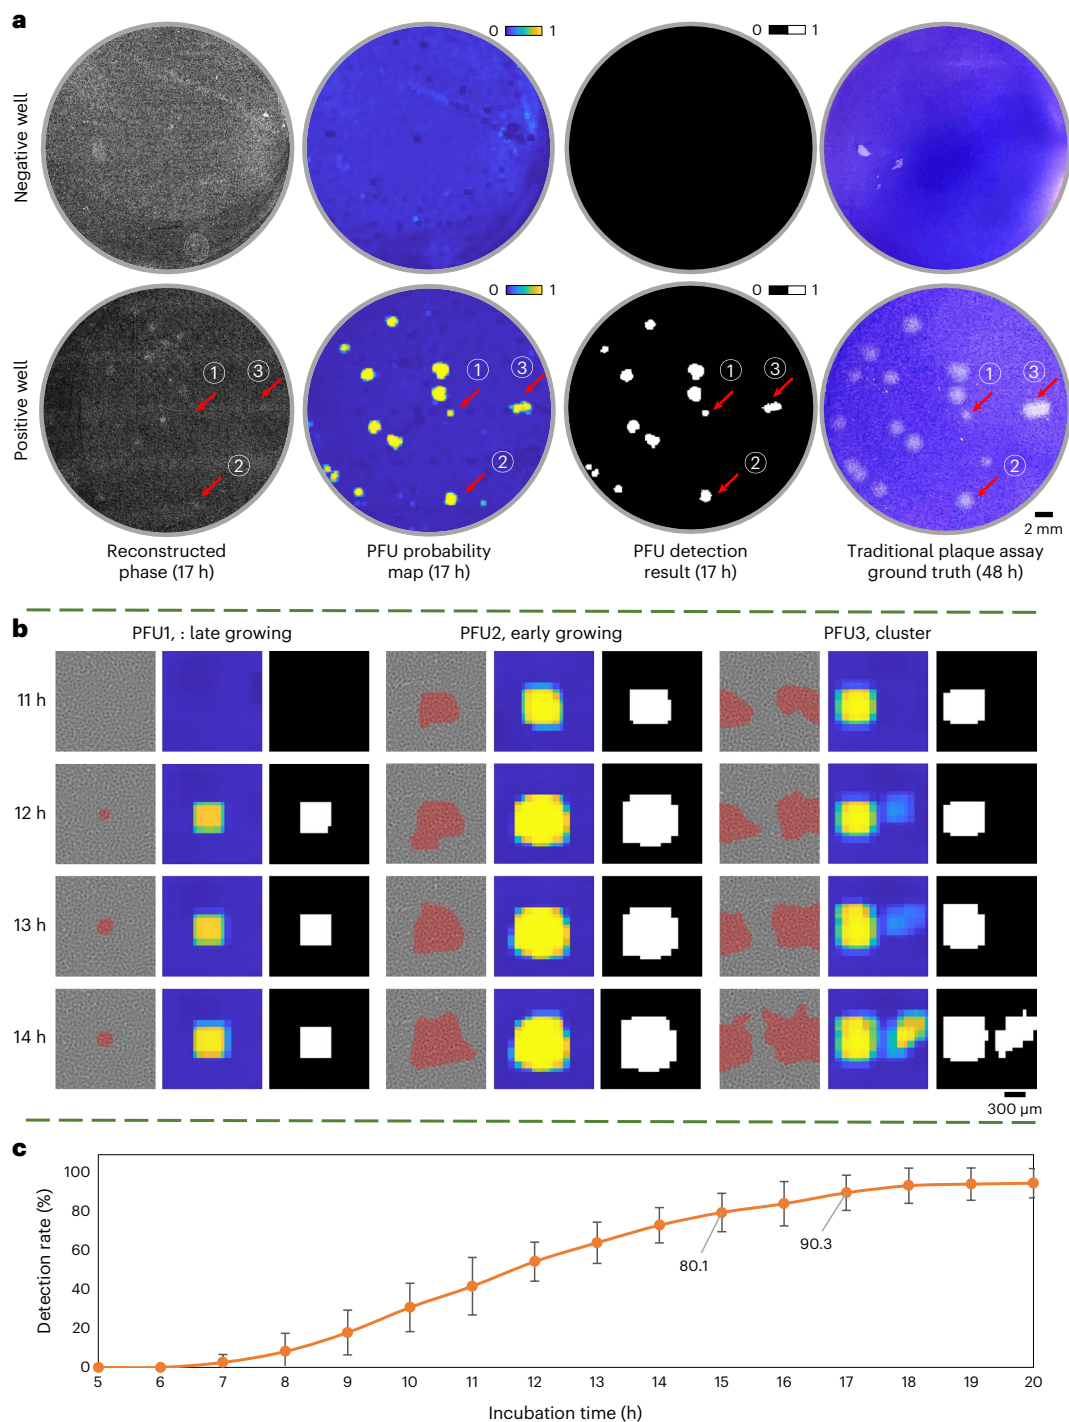 a
0 1
0 1
Negative well
0 1
0 1
Positive well
1
3
1
3
1
3
1
3
2
2
2
2
2 mm
Reconstructed
phase (17 h)
PFU probability
map (17 h)
PFU detection
result (17 h)
Traditional plaque assay
ground truth (48 h)
b
PFU1, : late growing
PFU2, early growing
PFU3, cluster
11 h
12 h
13 h
14 h
300 µm
c
Detection rate (%)
100
80
60
40
20
0
80.1
90.3
5 6 7 8 9 10 11 12 13 14 15 16 17 18 19 20
Incubation time (h)